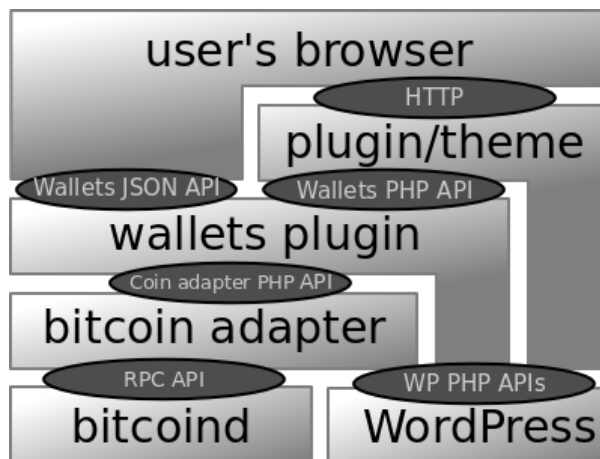 user's browser
HTTP
plugin/theme
Wallets JSON API
Wallets PHP API
wallets plugin
Coin adapter PHP API
bitcoin adapter
RPC API
WP PHP APIs
bitcoind
WordPress